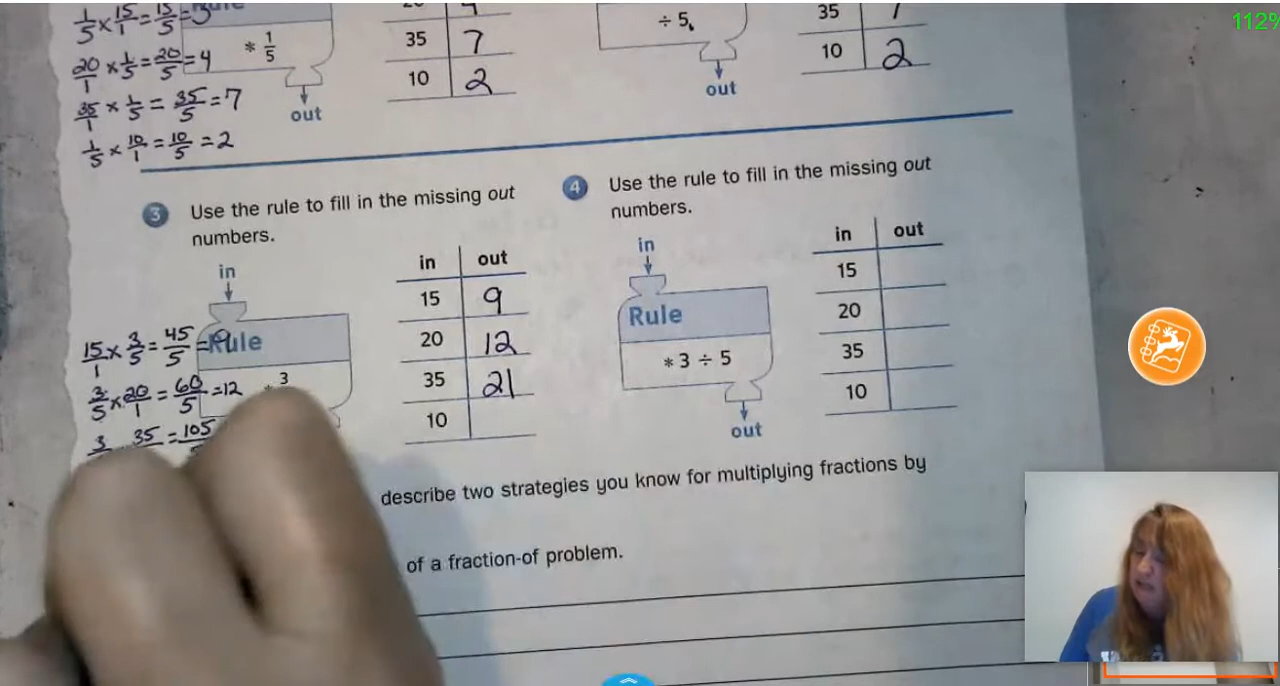 1/5 × 15/1 = 15/5 = 3
20/1 × 1/5 = 20/5 = 4
35/1 × 1/5 = 35/5 = 7
1/5 × 10/1 = 10/5 = 2
Rule
* 1/5
out
35 7
10 2
÷ 5
out
35
10 2
112%
3 Use the rule to fill in the missing out
numbers.
in
Rule
3
15/1 × 3/5 = 45/5 = 9
3/5 × 20/1 = 60/5 = 12
3 35 = 105
in out
15 9
20 12
35 21
10
4 Use the rule to fill in the missing out
numbers.
in
Rule
* 3 ÷ 5
out
in out
15
20
35
10
describe two strategies you know for multiplying fractions by
of a fraction-of problem.